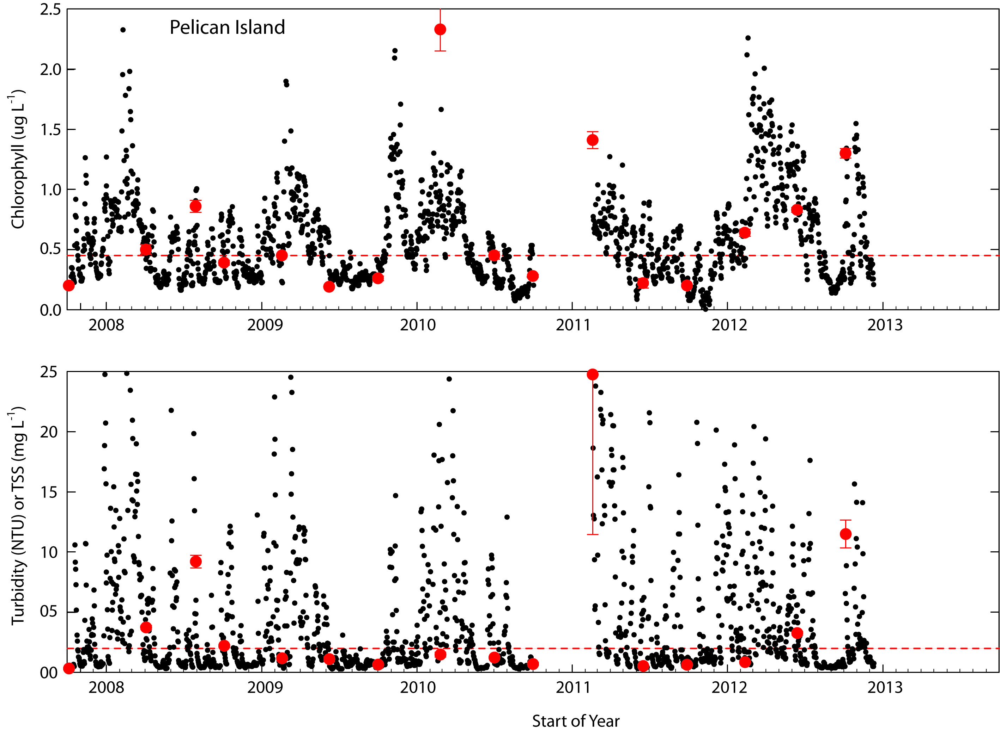 Pelican Island
Chlorophyll (ug L⁻¹)
2.5
2.0
1.5
1.0
0.5
0.0
2008 2009 2010 2011 2012 2013
Turbidity (NTU) or TSS (mg L⁻¹)
25
20
15
10
05
00
2008 2009 2010 2011 2012 2013
Start of Year